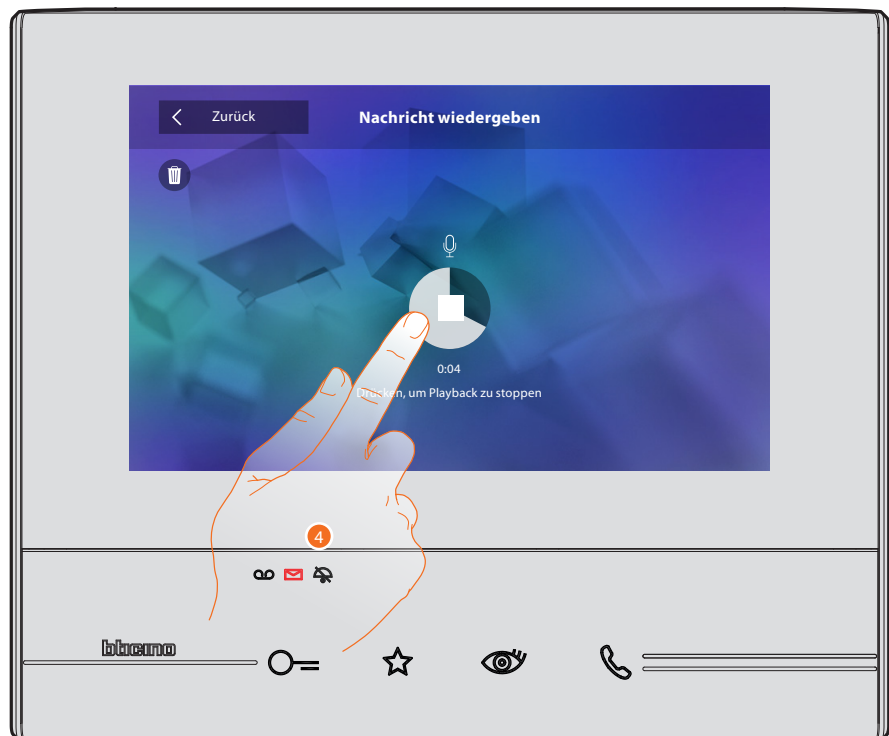 Zurück
Nachricht wiedergeben
0:04
Drücken, um Playback zu stoppen
4
bticino